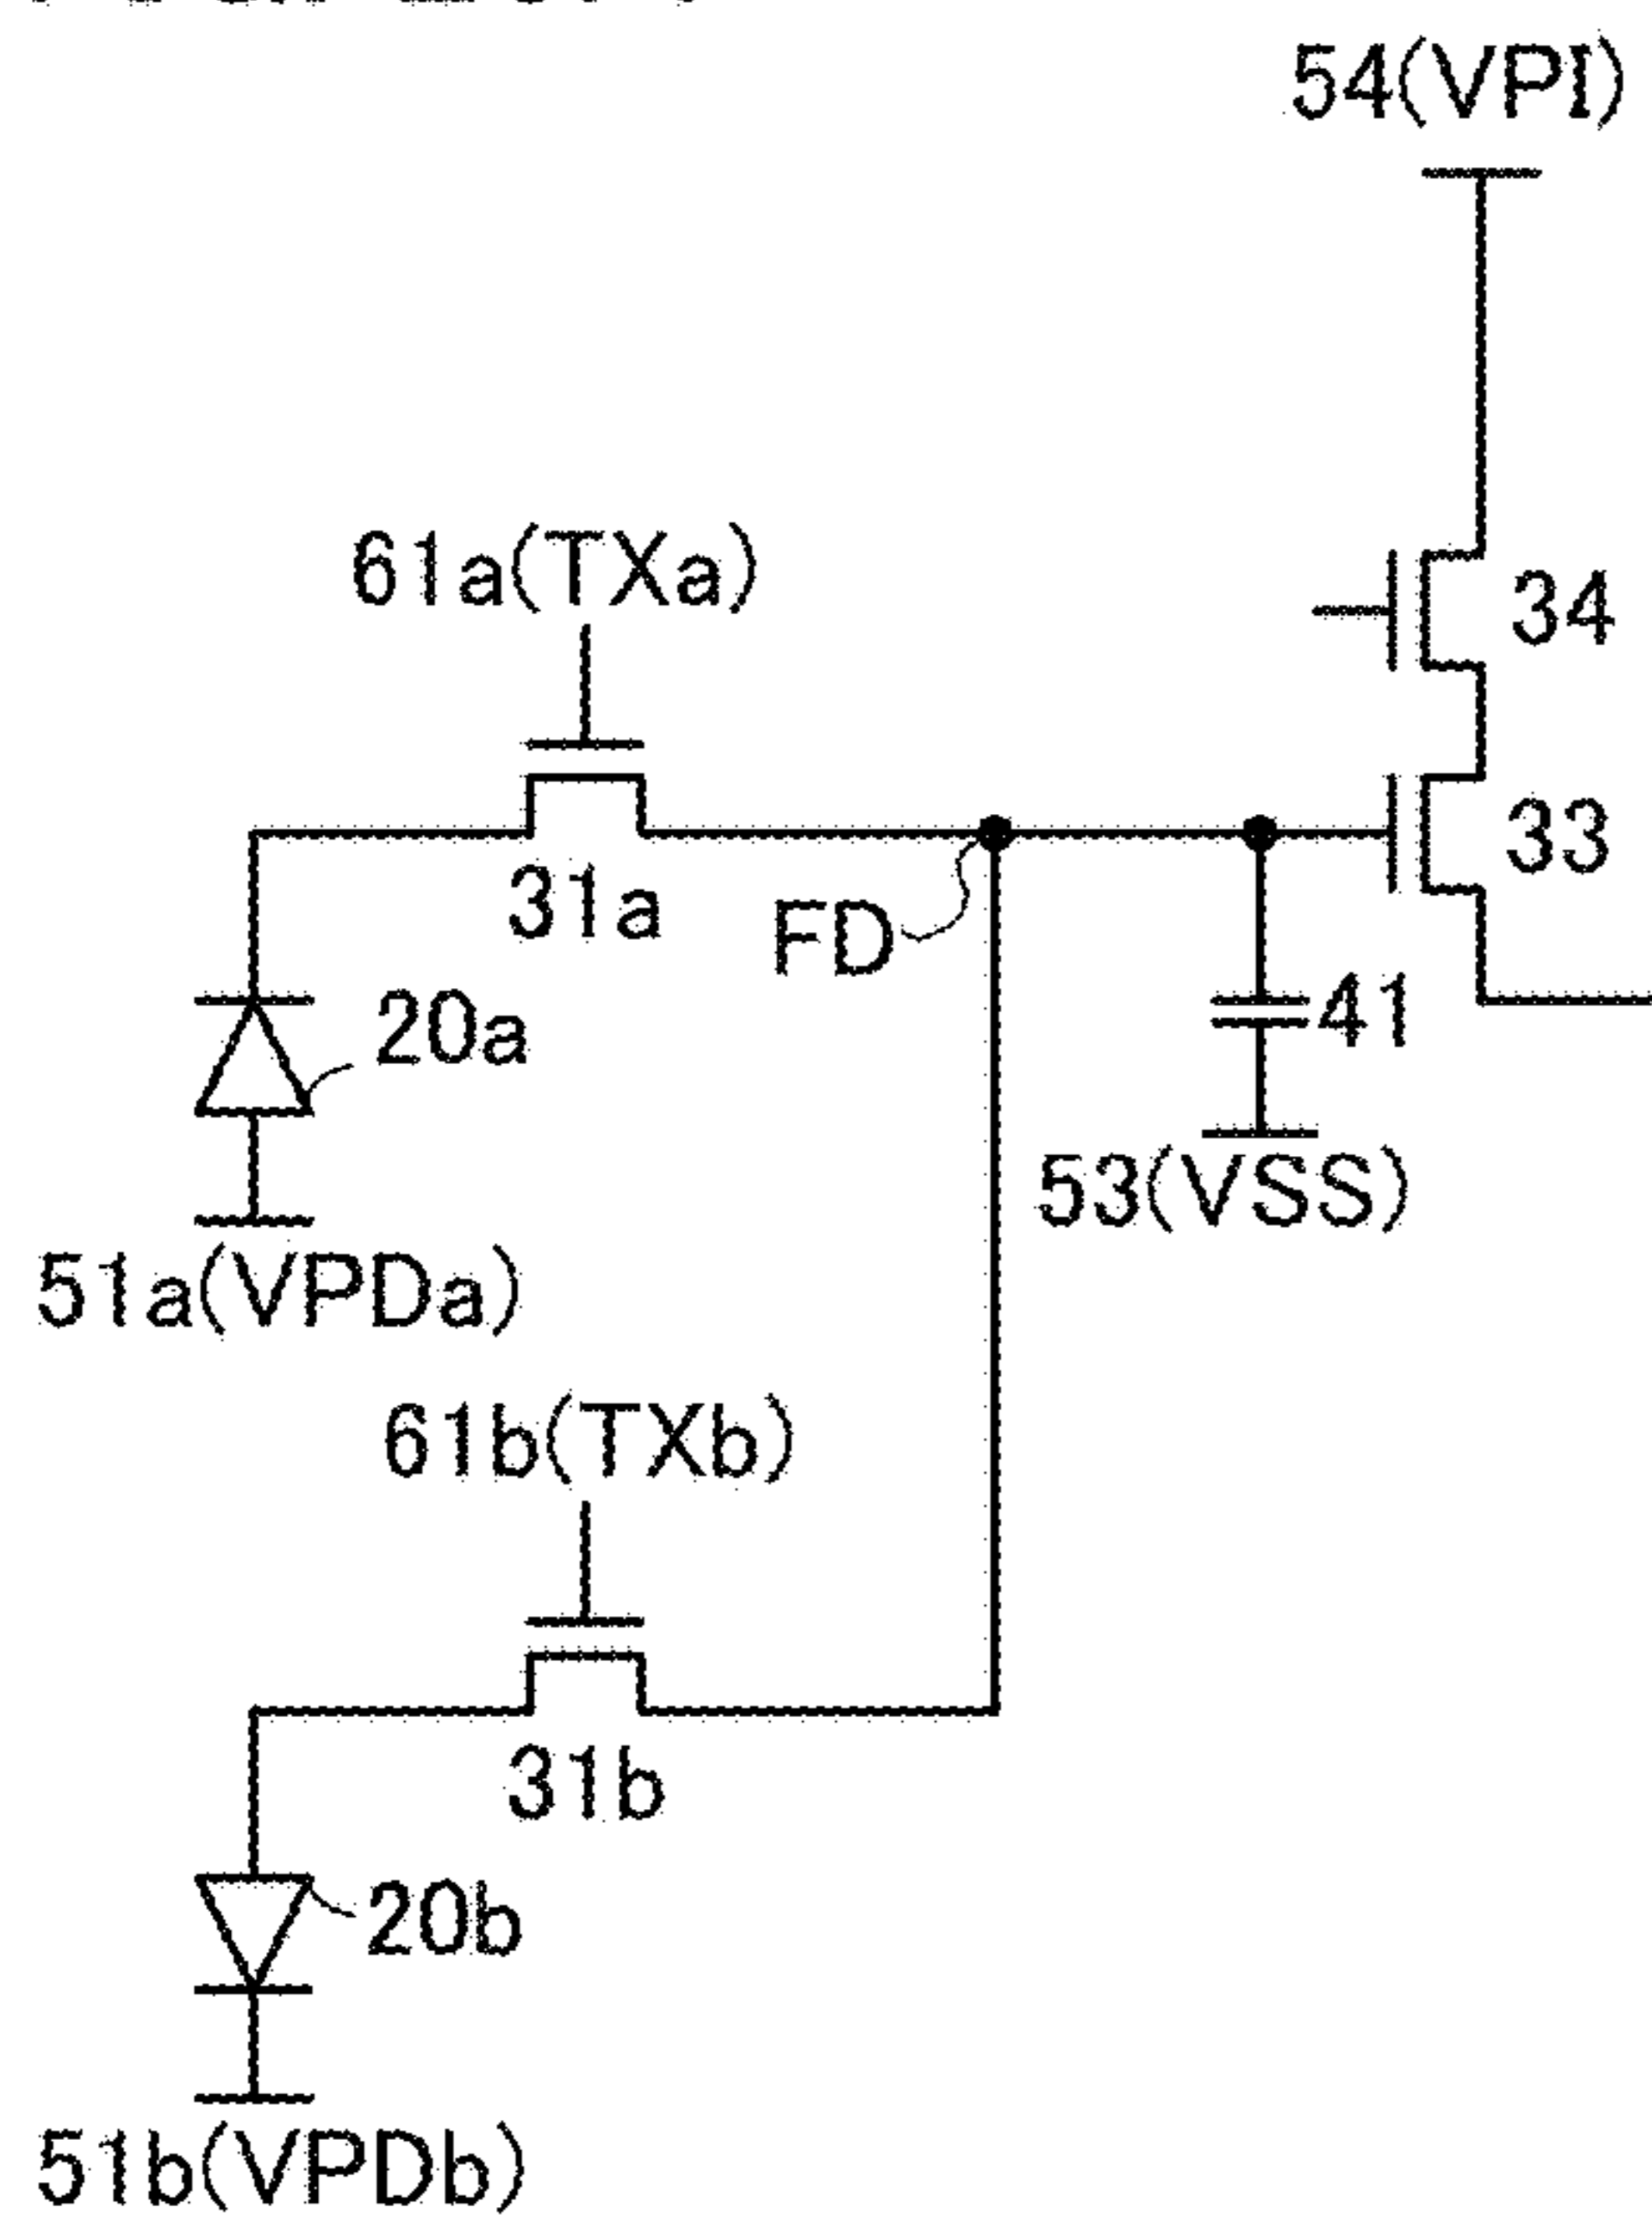 54(VPI)
61a(TXa)
34
31a
FD
33
20a
41
53(VSS)
51a(VPDa)
61b(TXb)
31b
20b
51b(VPDb)